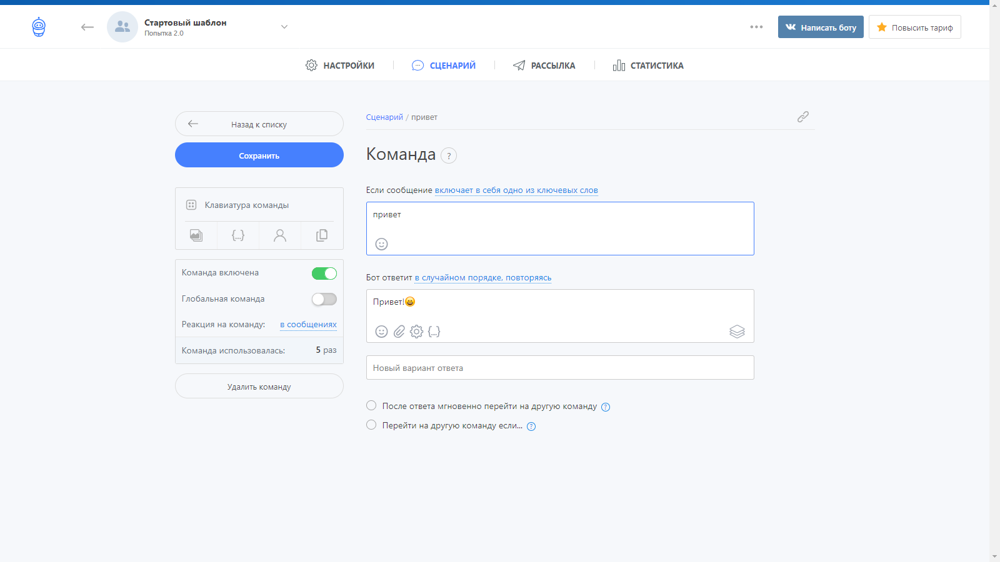 Стартовый шаблон
Попытка 2.0
Написать боту
Повысить тариф
НАСТРОЙКИ
СЦЕНАРИЙ
РАССЫЛКА
СТАТИСТИКА
Назад к списку
Сохранить
Клавиатура команды
{...}
Команда включена
Глобальная команда
Реакция на команду: в сообщениях
Команда использовалась: 5 раз
Удалить команду
Сценарий / привет
Команда ?
Если сообщение включает в себя одно из ключевых слов
привет
Бот ответит в случайном порядке, повторяясь
Привет!😄
{...}
Новый вариант ответа
После ответа мгновенно перейти на другую команду ?
Перейти на другую команду если... ?